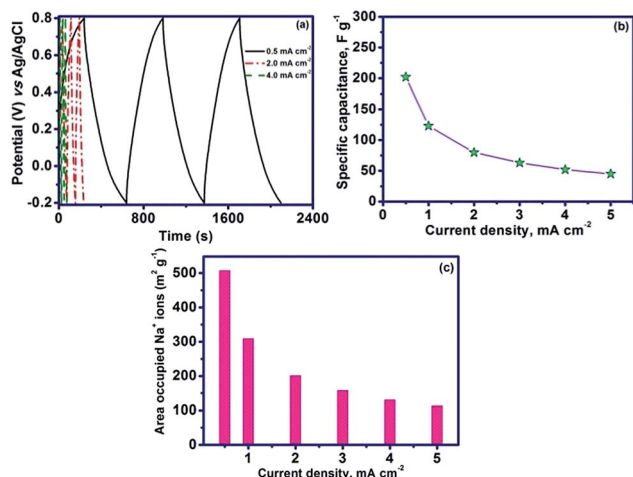 (a)
Potential (V) vs Ag/AgCl
0.8
0.6
0.4
0.2
0.0
-0.2
0.5 mA cm⁻²
2.0 mA cm⁻²
4.0 mA cm⁻²
0 800 1600 2400
Time (s)
(b)
Specific capacitance, F g⁻¹
300
250
200
150
100
50
0
1 2 3 4 5
Current density, mA cm⁻²
(c)
Area occupied Na⁺ ions (m² g⁻¹)
500
400
300
200
100
0
1 2 3 4 5
Current density, mA cm⁻²